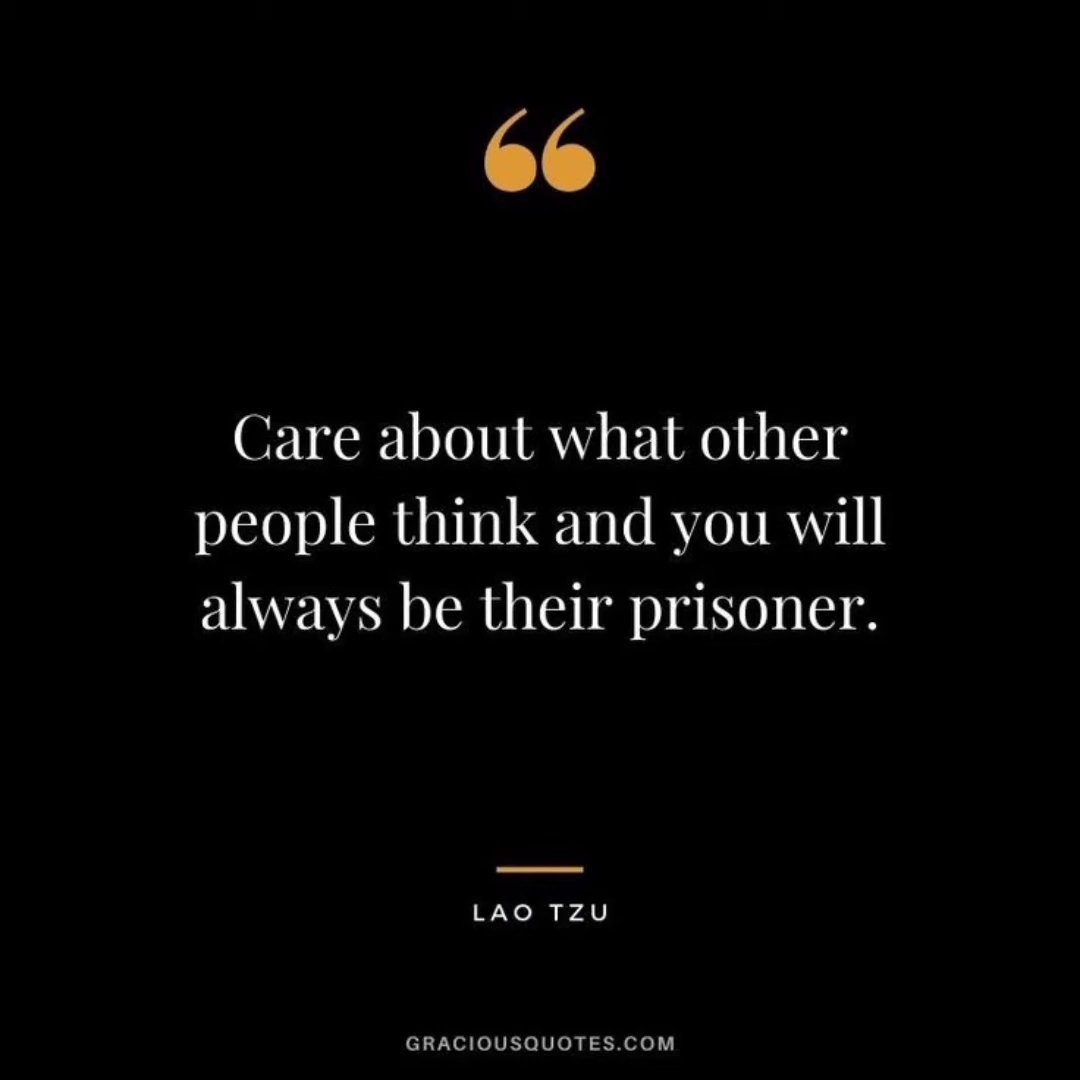 “
Care about what other
people think and you will
always be their prisoner.
LAO TZU
GRACIOUSQUOTES.COM